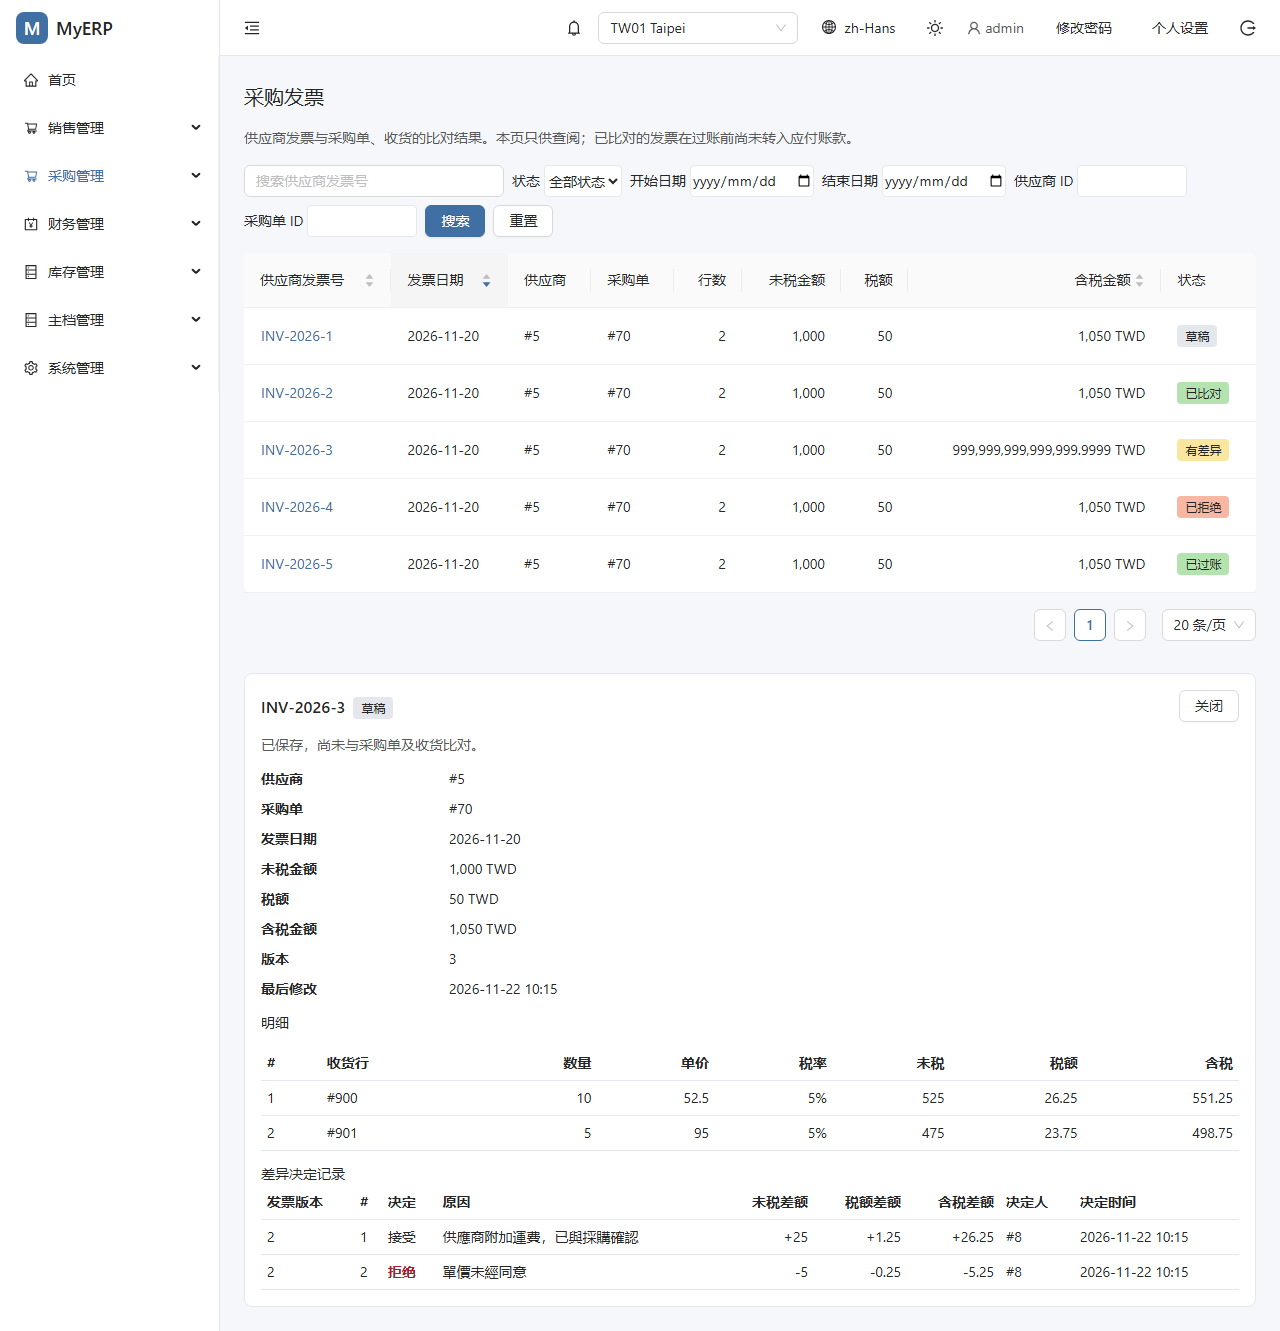 M MyERP
TW01 Taipei zh-Hans admin 修改密码 个人设置
首页
销售管理
采购管理
财务管理
库存管理
主档管理
系统管理
采购发票
供应商发票与采购单、收货的比对结果。本页只供查阅；已比对的发票在过账前尚未转入应付账款。
搜索供应商发票号 状态 全部状态 开始日期 yyyy/mm/dd 结束日期 yyyy/mm/dd 供应商 ID
采购单 ID 搜索 重置
供应商发票号 发票日期 供应商 采购单 行数 未税金额 税额 含税金额 状态
INV-2026-1 2026-11-20 #5 #70 2 1,000 50 1,050 TWD 草稿
INV-2026-2 2026-11-20 #5 #70 2 1,000 50 1,050 TWD 已比对
INV-2026-3 2026-11-20 #5 #70 2 1,000 50 999,999,999,999,999.9999 TWD 有差异
INV-2026-4 2026-11-20 #5 #70 2 1,000 50 1,050 TWD 已拒绝
INV-2026-5 2026-11-20 #5 #70 2 1,000 50 1,050 TWD 已过账
< 1 > 20 条/页
INV-2026-3 草稿 关闭
已保存，尚未与采购单及收货比对。
供应商 #5
采购单 #70
发票日期 2026-11-20
未税金额 1,000 TWD
税额 50 TWD
含税金额 1,050 TWD
版本 3
最后修改 2026-11-22 10:15
明细
# 收货行 数量 单价 税率 未税 税额 含税
1 #900 10 52.5 5% 525 26.25 551.25
2 #901 5 95 5% 475 23.75 498.75
差异决定记录
发票版本 # 决定 原因 未税差额 税额差额 含税差额 决定人 决定时间
2 1 接受 供應商附加運費，已與採購確認 +25 +1.25 +26.25 #8 2026-11-22 10:15
2 2 拒绝 單價未經同意 -5 -0.25 -5.25 #8 2026-11-22 10:15